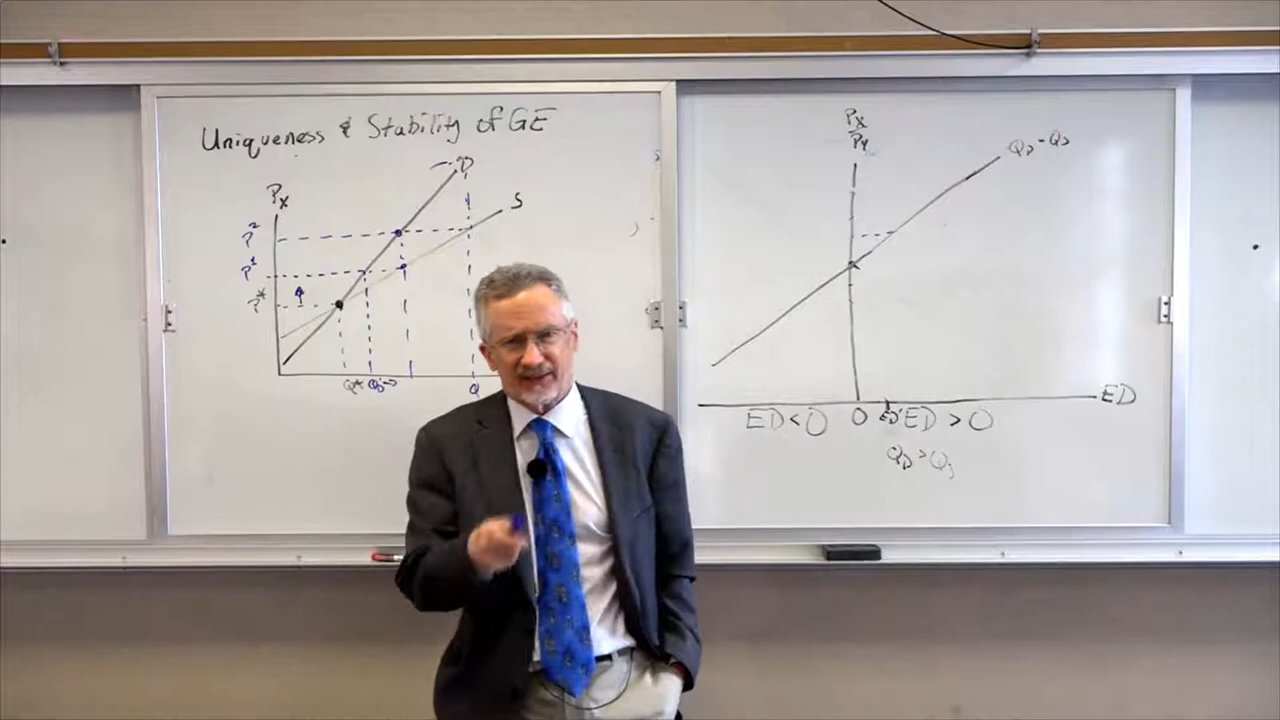 Uniqueness & Stability of GE
D
Px
S
P²
P¹
P*
Q*
Q
Px
Py
QD-QS
ED
ED<0
0
ED'
ED>0
QD>QS